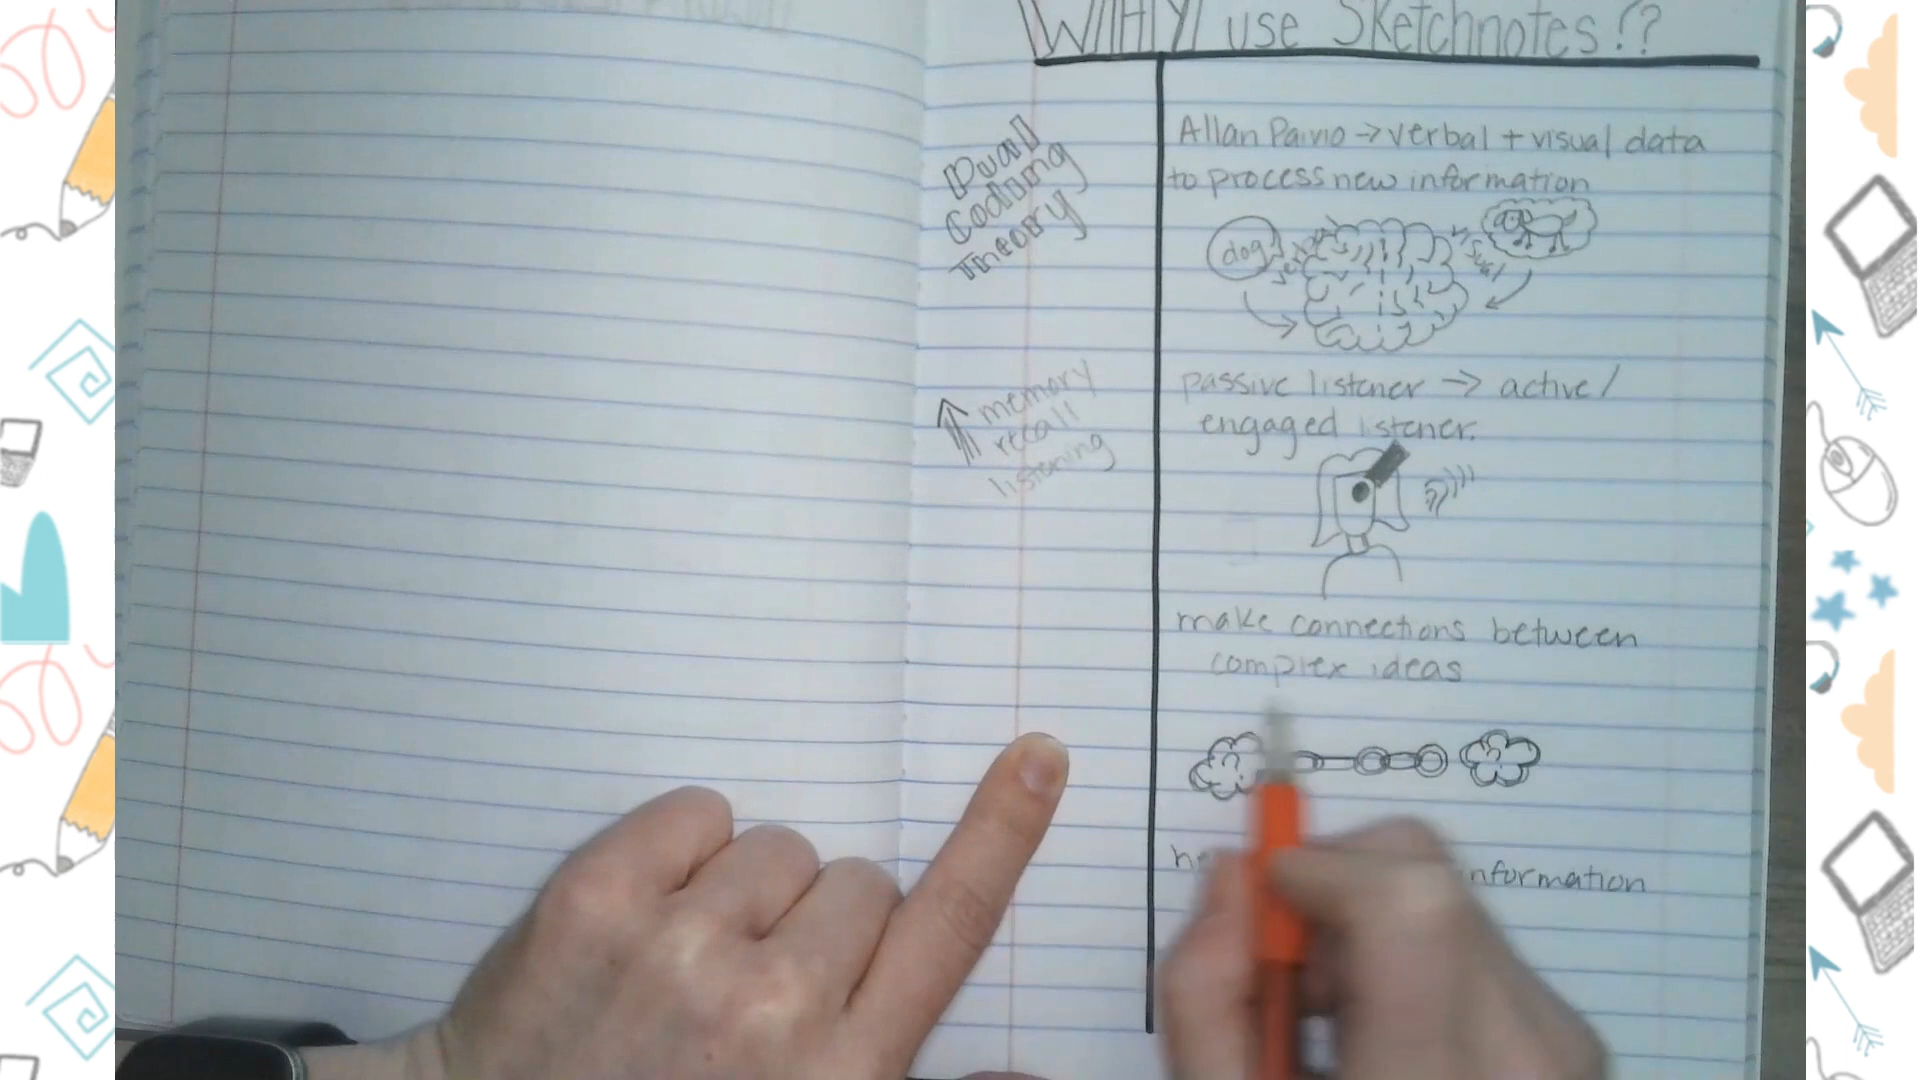 WHY use Sketchnotes!?
Dual
Coding
Theory
Allan Paivio → verbal + visual data
to process new information
dog
↑ memory
recall
listening
passive listener → active/
engaged listener.
make connections between
complex ideas
information